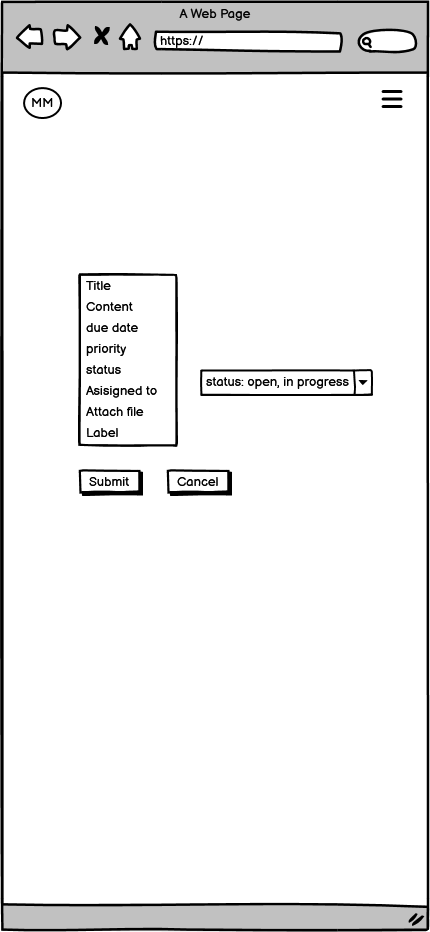 A Web Page
https://
MM
Title
Content
due date
priority
status
Asisigned to
Attach file
Label
status: open, in progress
Submit
Cancel